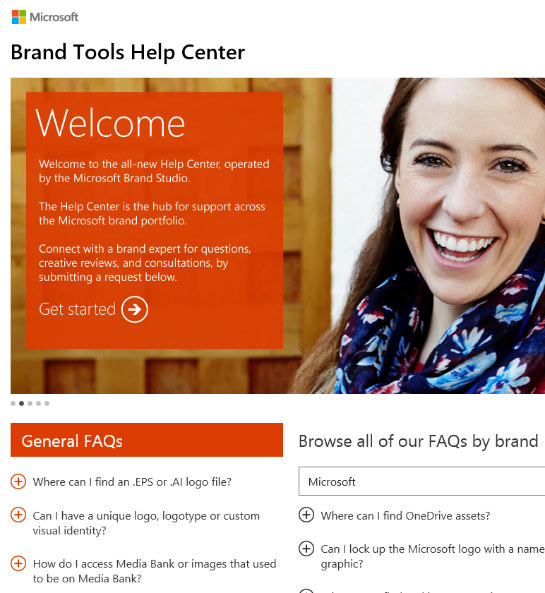 Microsoft
Brand Tools Help Center
Welcome
Welcome to the all-new Help Center, operated
by the Microsoft Brand Studio.
The Help Center is the hub for support across
the Microsoft brand portfolio.
Connect with a brand expert for questions,
creative reviews, and consultations, by
submitting a request below.
Get started
General FAQs
Where can I find an .EPS or .AI logo file?
Can I have a unique logo, logotype or custom
visual identity?
How do I access Media Bank or images that used
to be on Media Bank?
Browse all of our FAQs by brand
Microsoft
Where can I find OneDrive assets?
Can I lock up the Microsoft logo with a name
graphic?